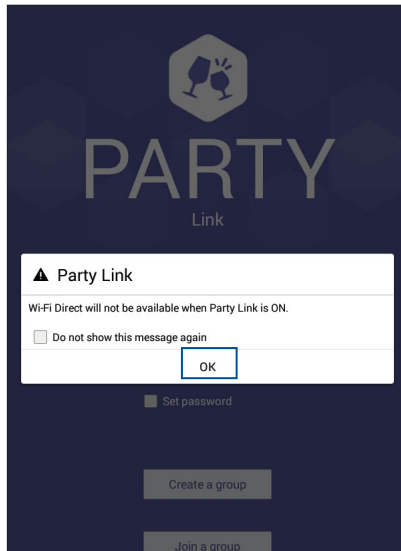 PARTY
Link
Party Link
Wi-Fi Direct will not be available when Party Link is ON.
Do not show this message again
OK
Set password
Create a group
Join a group